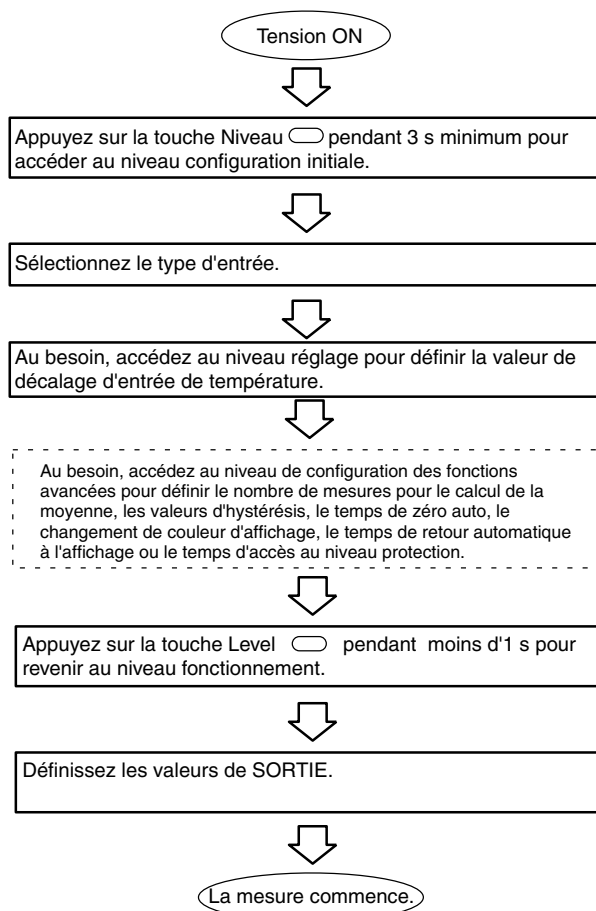 Tension ON
Appuyez sur la touche Niveau pendant 3 s minimum pour
accéder au niveau configuration initiale.
Sélectionnez le type d'entrée.
Au besoin, accédez au niveau réglage pour définir la valeur de
décalage d'entrée de température.
Au besoin, accédez au niveau de configuration des fonctions
avancées pour définir le nombre de mesures pour le calcul de la
moyenne, les valeurs d'hystérésis, le temps de zéro auto, le
changement de couleur d'affichage, le temps de retour automatique
à l'affichage ou le temps d'accès au niveau protection.
Appuyez sur la touche Level pendant moins d'1 s pour
revenir au niveau fonctionnement.
Définissez les valeurs de SORTIE.
La mesure commence.